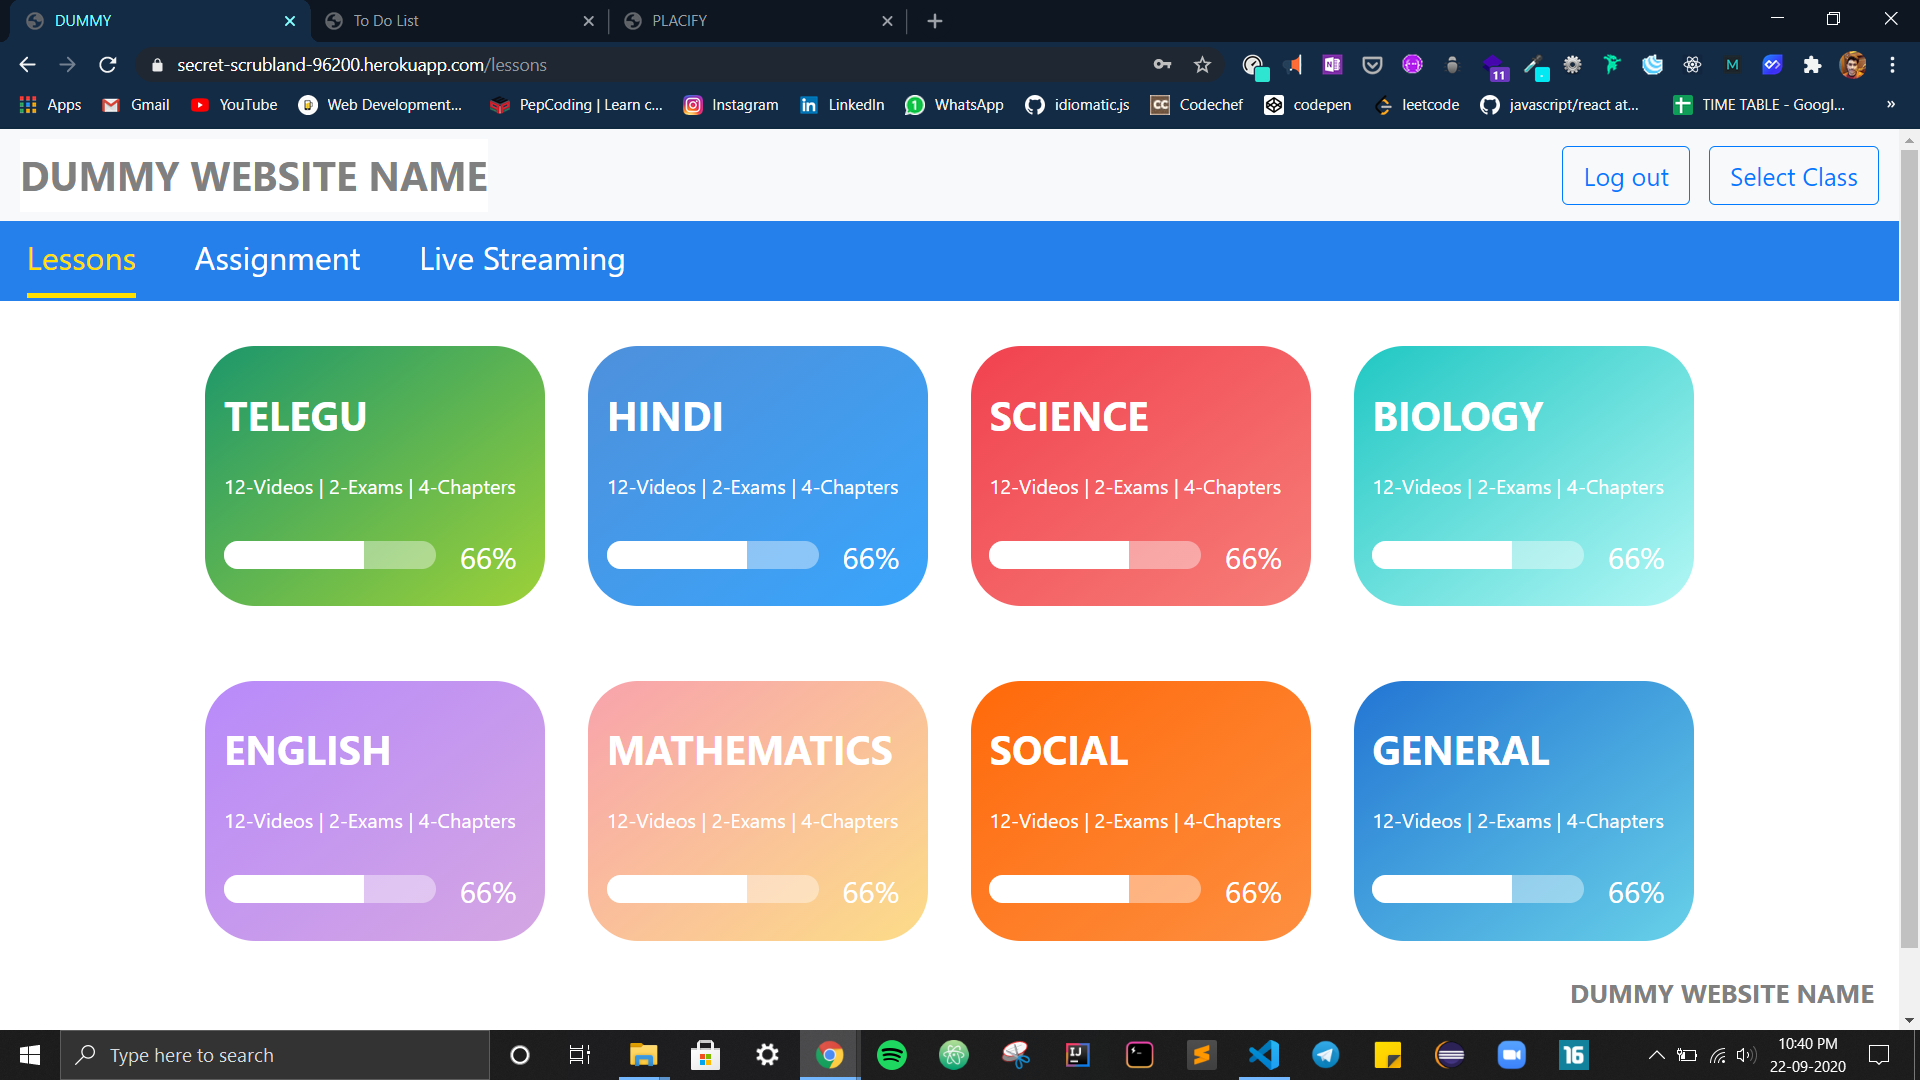 DUMMY To Do List PLACIFY
secret-scrubland-96200.herokuapp.com/lessons
11
Apps Gmail YouTube Web Development... PepCoding | Learn c... Instagram LinkedIn WhatsApp idiomatic.js Codechef codepen leetcode javascript/react at... TIME TABLE - Googl... »
DUMMY WEBSITE NAME Log out Select Class
Lessons Assignment Live Streaming
TELEGU HINDI SCIENCE BIOLOGY
12-Videos | 2-Exams | 4-Chapters 12-Videos | 2-Exams | 4-Chapters 12-Videos | 2-Exams | 4-Chapters 12-Videos | 2-Exams | 4-Chapters
66% 66% 66% 66%
ENGLISH MATHEMATICS SOCIAL GENERAL
12-Videos | 2-Exams | 4-Chapters 12-Videos | 2-Exams | 4-Chapters 12-Videos | 2-Exams | 4-Chapters 12-Videos | 2-Exams | 4-Chapters
66% 66% 66% 66%
DUMMY WEBSITE NAME
Type here to search IJ 16 10:40 PM
22-09-2020